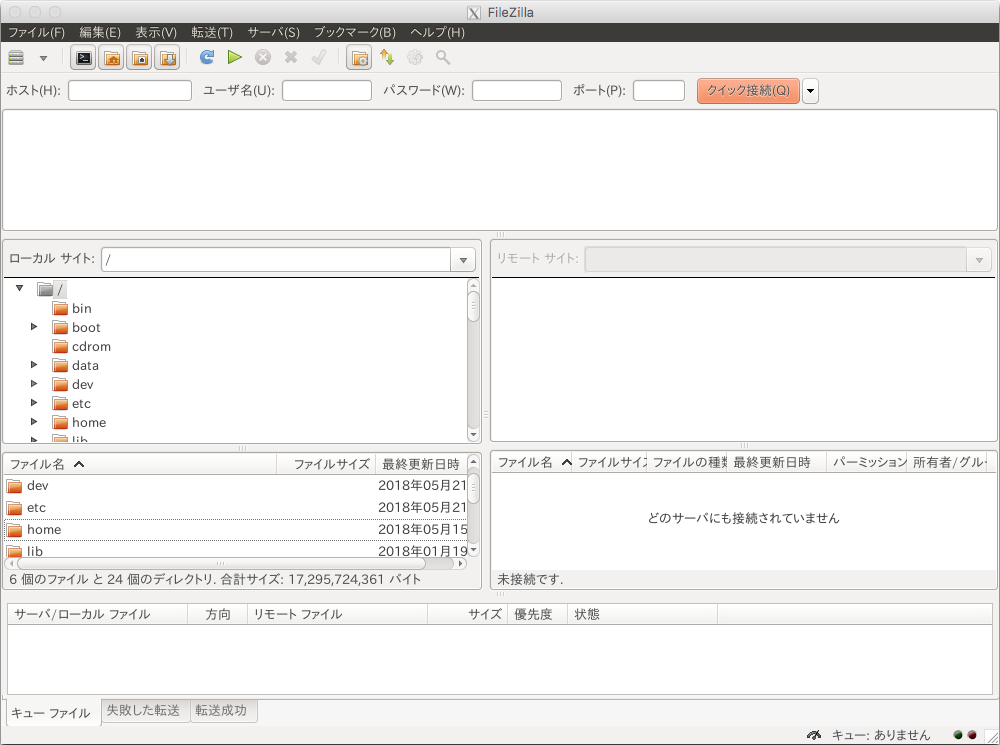 FileZilla
ファイル(F) 編集(E) 表示(V) 転送(T) サーバ(S) ブックマーク(B) ヘルプ(H)
ホスト(H): ユーザ名(U): パスワード(W): ポート(P): クイック接続(Q)
ローカル サイト: /
/
bin
boot
cdrom
data
dev
etc
home
lib
リモート サイト:
ファイル名 ファイルサイズ 最終更新日時
dev 2018年05月21
etc 2018年05月21
home 2018年05月15
lib 2018年01月19
6 個のファイル と 24 個のディレクトリ. 合計サイズ: 17,295,724,361 バイト
ファイル名 ファイルサイズ ファイルの種類 最終更新日時 パーミッション 所有者/グル
どのサーバにも接続されていません
未接続です.
サーバ/ローカル ファイル 方向 リモート ファイル サイズ 優先度 状態
キュー ファイル 失敗した転送 転送成功
キュー: ありません